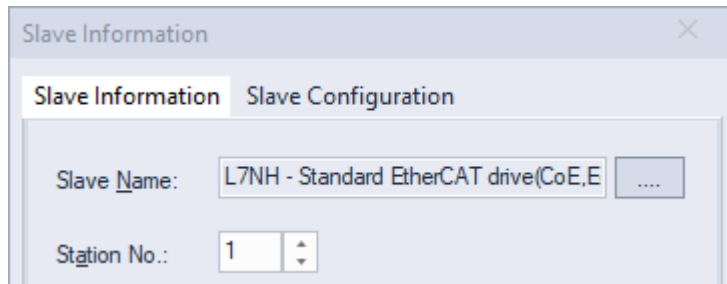 Slave Information
Slave Information Slave Configuration
Slave Name: L7NH - Standard EtherCAT drive(CoE,E ....
Station No.: 1